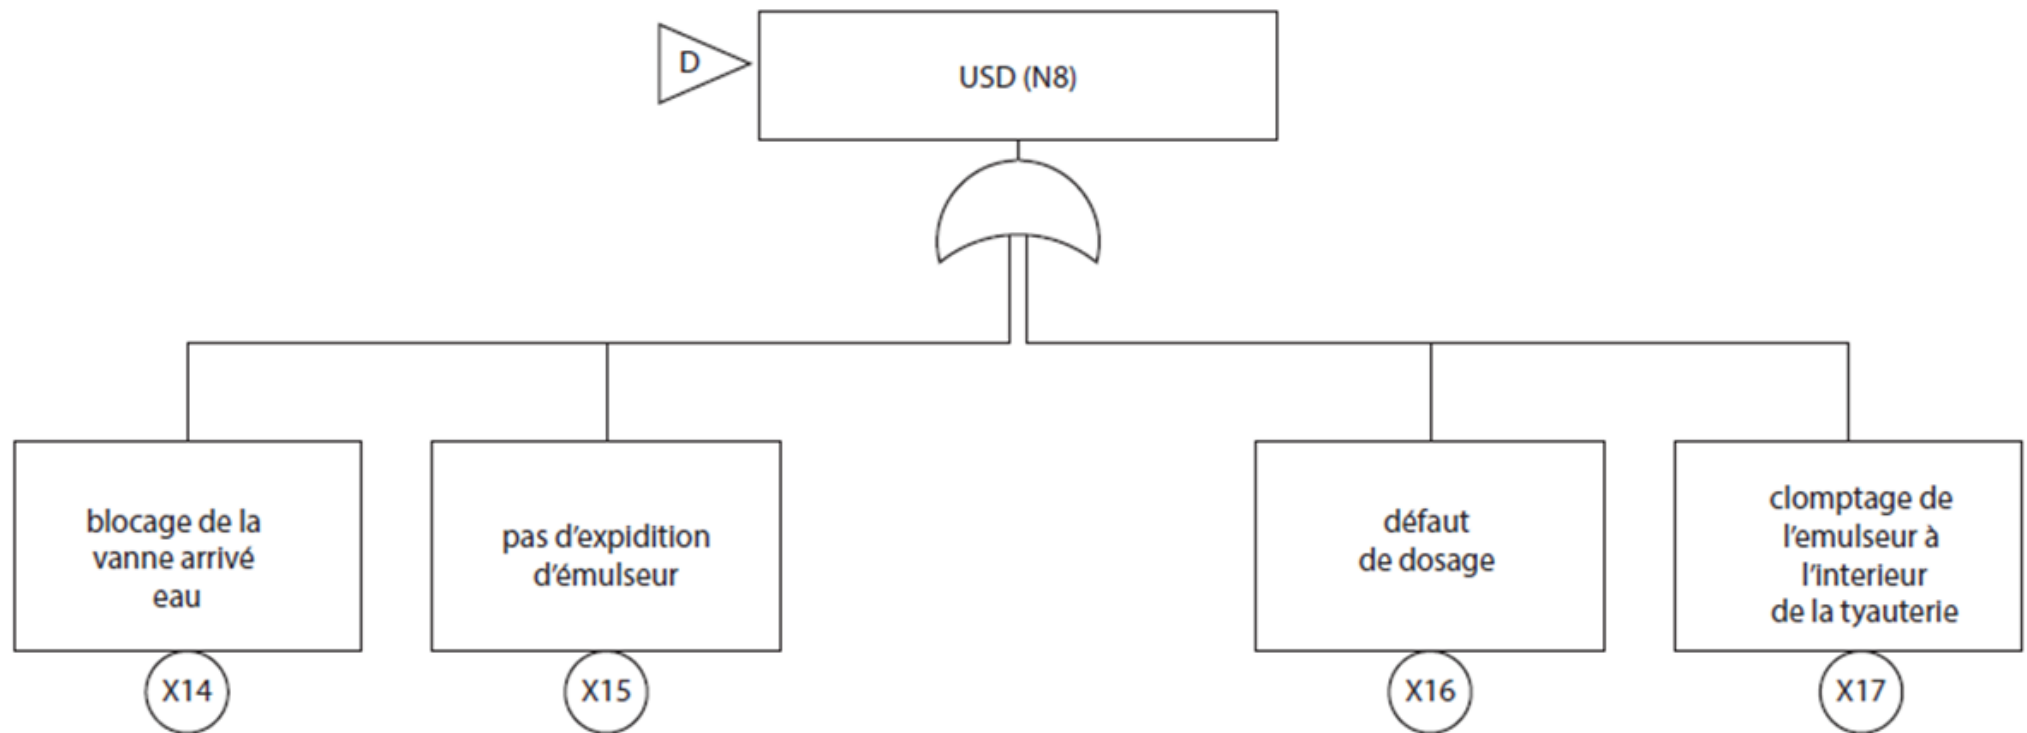 D
USD (N8)
blocage de la
vanne arrivé
eau
pas d'expidition
d'émulseur
défaut
de dosage
clomptage de
l'emulseur à
l'interieur
de la tyauterie
X14
X15
X16
X17